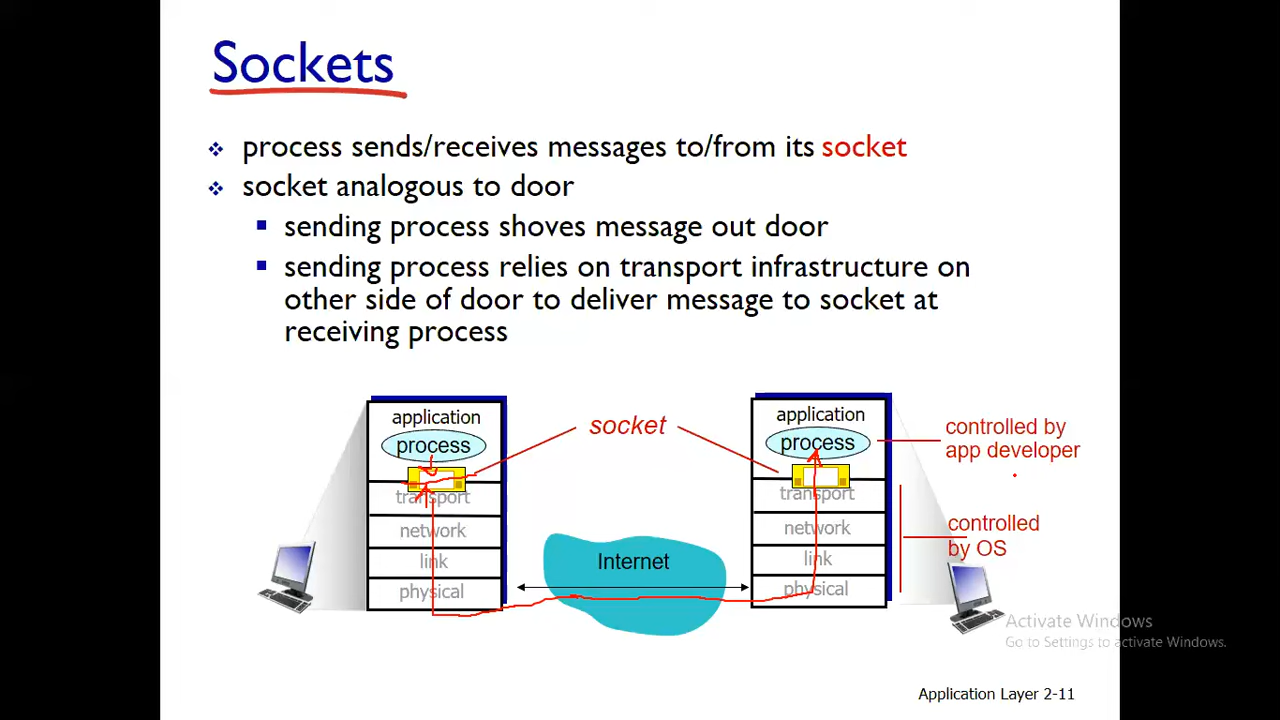 Sockets
process sends/receives messages to/from its socket
socket analogous to door
sending process shoves message out door
sending process relies on transport infrastructure on
other side of door to deliver message to socket at
receiving process
application
process
transport
network
link
physical
socket
Internet
application
process
transport
network
link
physical
controlled by
app developer
controlled
by OS
Activate Windows
Go to Settings to activate Windows.
Application Layer 2-11